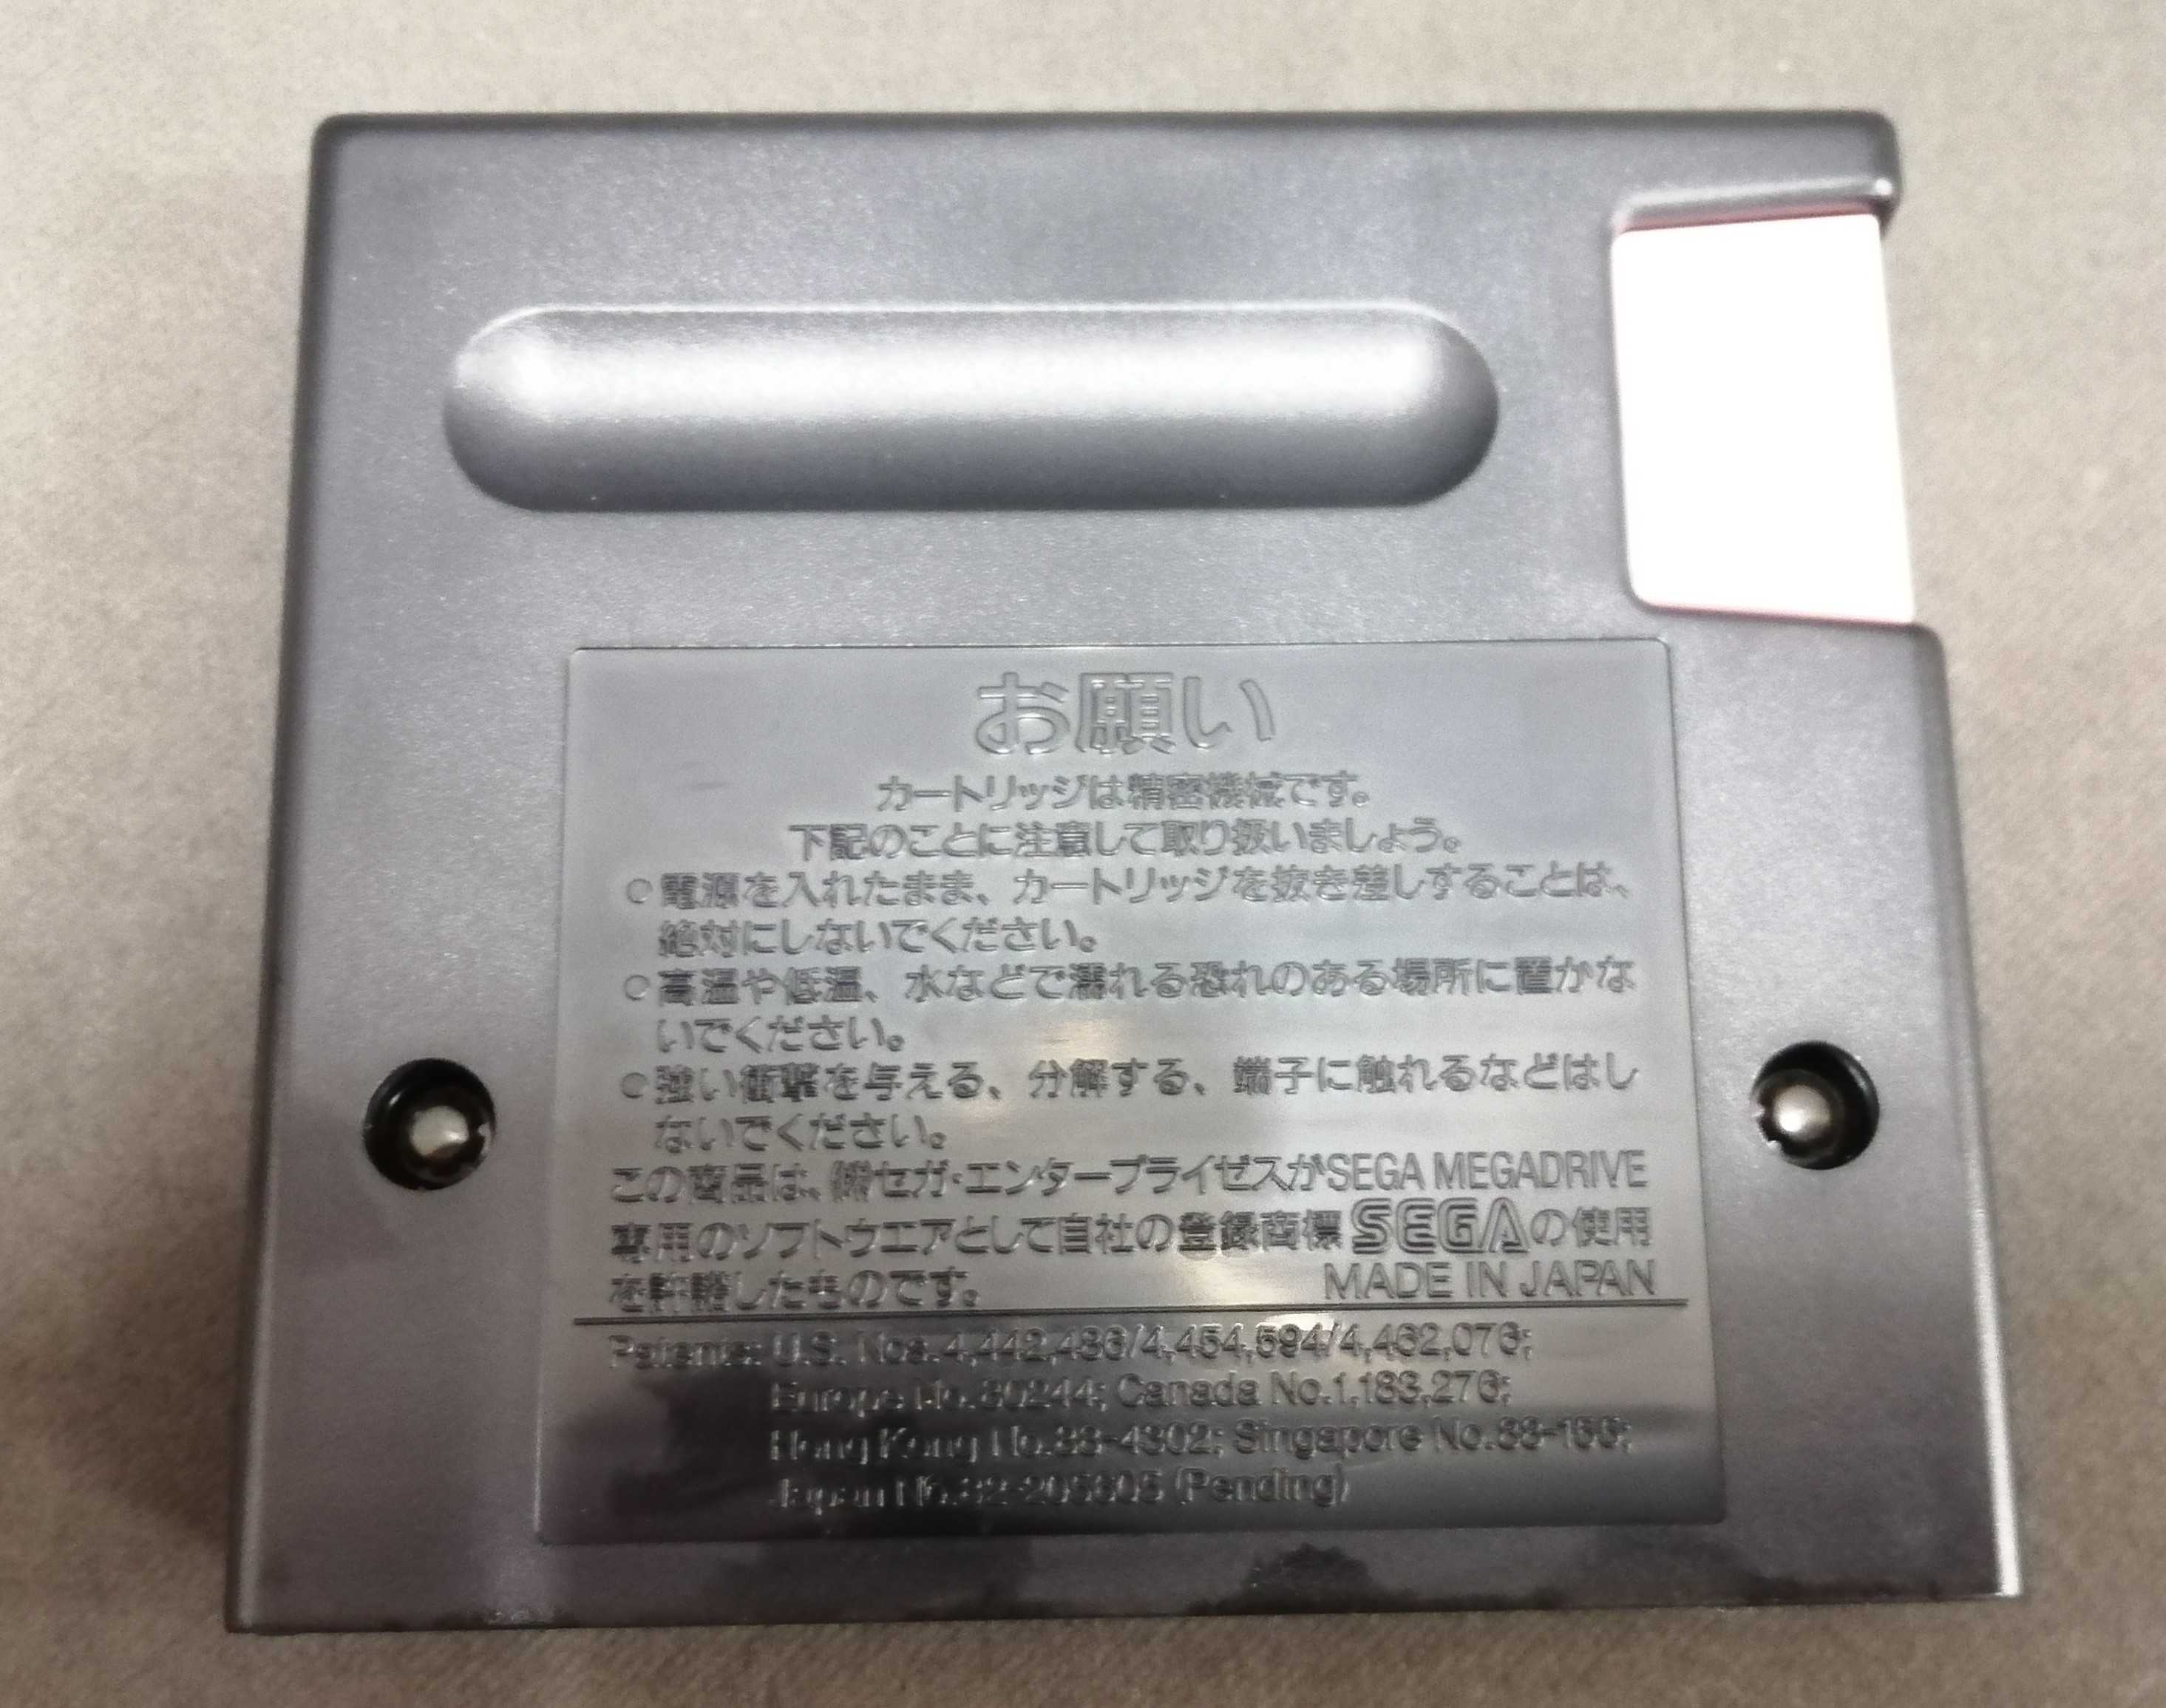 お願い
カートリッジは精密機械です。
下記のことに注意して取り扱いましょう。
○電源を入れたまま、カートリッジを抜き差しすることは、
絶対にしないでください。
○高温や低温、水などで濡れる恐れのある場所に置かな
いでください。
○強い衝撃を与える、分解する、端子に触れるなどはし
ないでください。
この商品は、㈱セガ・エンタープライゼスがSEGA MEGADRIVE
専用のソフトウエアとして自社の登録商標 SEGAの使用
を許諾したものです。 MADE IN JAPAN
Patents: U.S. Nos.4,442,486/4,454,594/4,462,076;
Europe No.80244; Canada No.1,183,276;
Hong Kong No.88-4302; Singapore No.88-155;
Japan No.82-205605 (Pending)